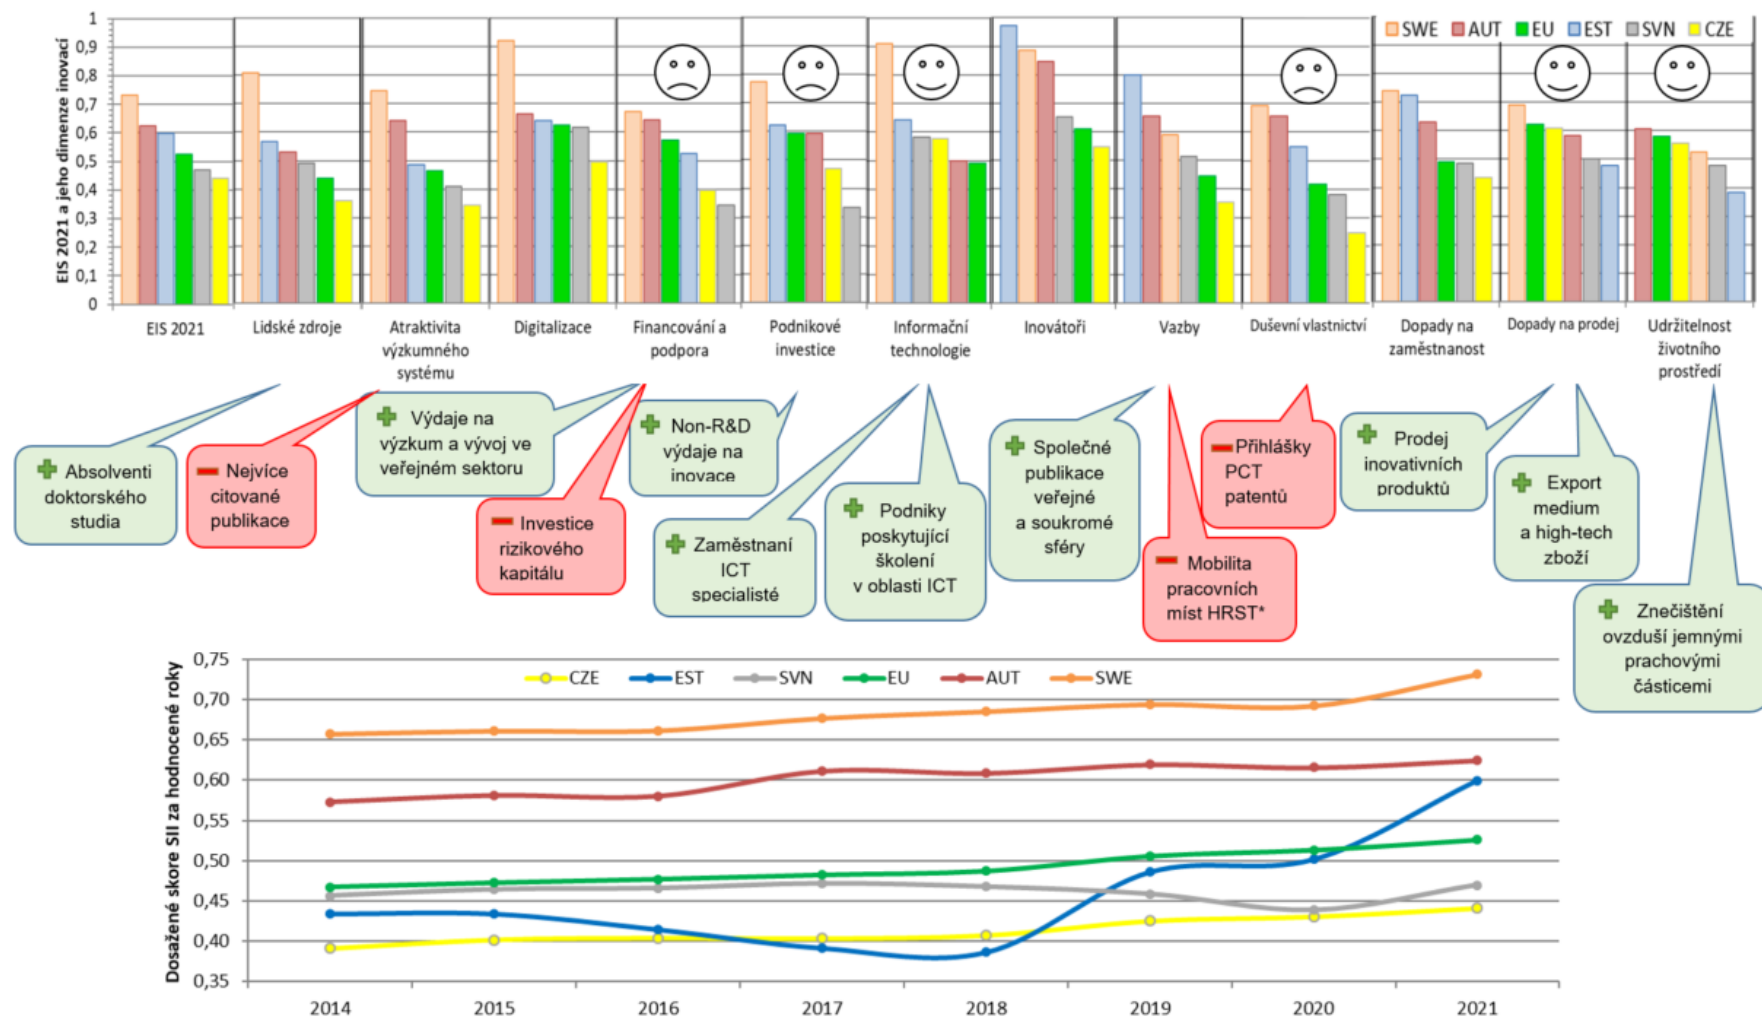 EIS 2021 a jeho dimenze inovací
1
0,9
0,8
0,7
0,6
0,5
0,4
0,3
0,2
0,1
0
SWE AUT EU EST SVN CZE
EIS 2021
Lidské zdroje
Atraktivita
výzkumného
systému
Digitalizace
Financování a
podpora
Podnikové
investice
Informační
technologie
Inovátoři
Vazby
Duševní vlastnictví
Dopady na
zaměstnanost
Dopady na prodej
Udržitelnost
životního
prostředí
Absolventi
doktorského
studia
Nejvíce
citované
publikace
Výdaje na
výzkum a vývoj ve
veřejném sektoru
Investice
rizikového
kapitálu
Non-R&D
výdaje na
inovace
Zaměstnaní
ICT
specialisté
Podniky
poskytující
školení
v oblasti ICT
Společné
publikace
veřejné
a soukromé
sféry
Mobilita
pracovních
míst HRST*
Přihlášky
PCT
patentů
Prodej
inovativních
produktů
Export
medium
a high-tech
zboží
Znečištění
ovzduší jemnými
prachovými
částicemi
Dosažené skore SII za hodnocené roky
0,75
0,70
0,65
0,60
0,55
0,50
0,45
0,40
0,35
CZE EST SVN EU AUT SWE
2014 2015 2016 2017 2018 2019 2020 2021